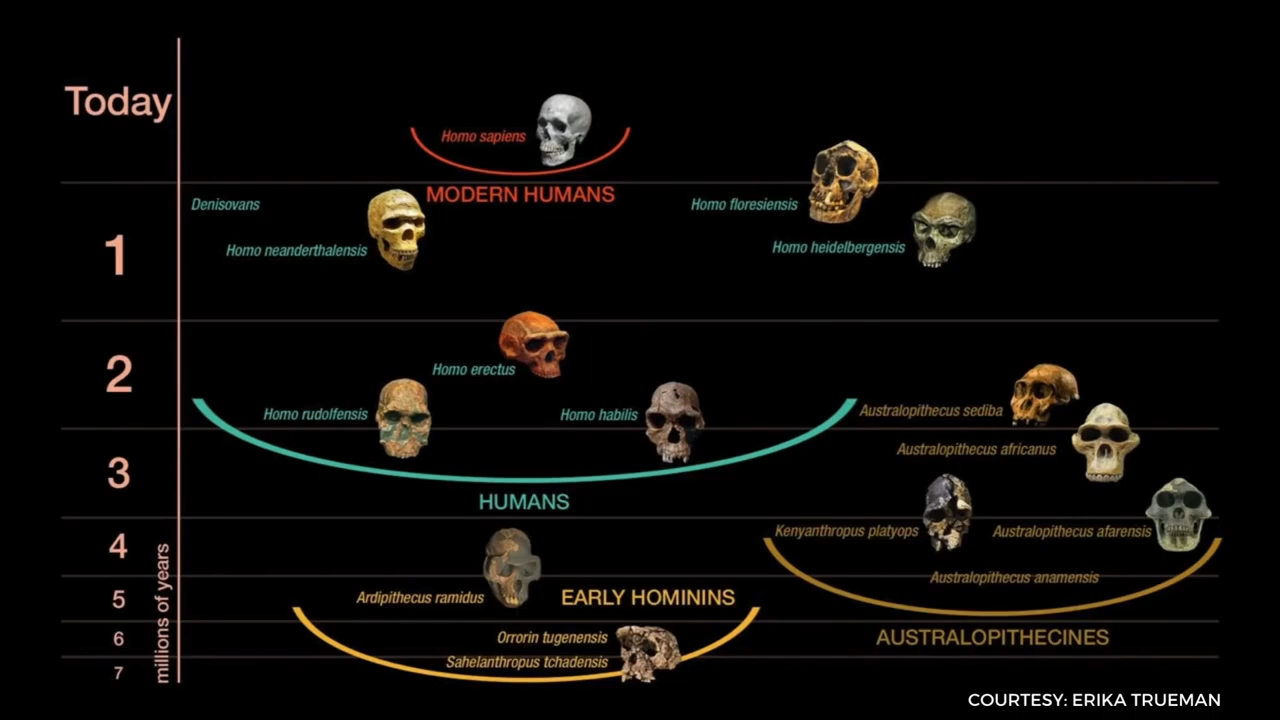 Today
Homo sapiens
MODERN HUMANS
Denisovans
Homo floresiensis
1
Homo neanderthalensis
Homo heidelbergensis
2
Homo erectus
Homo rudolfensis
Homo habilis
Australopithecus sediba
3
Australopithecus africanus
HUMANS
4
Kenyanthropus platyops
Australopithecus afarensis
Australopithecus anamensis
5
Ardipithecus ramidus
EARLY HOMININS
6
Orrorin tugenensis
AUSTRALOPITHECINES
Sahelanthropus tchadensis
7
millions of years
COURTESY: ERIKA TRUEMAN